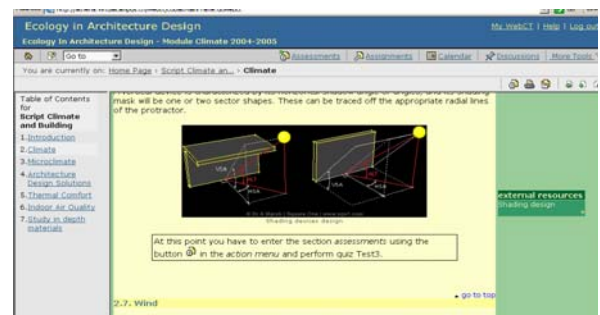 Ecology in Architecture Design
My WebCT | Help | Log out
Ecology in Architecture Design - Module Climate 2004-2005
Go to
Assessments
Assignments
Calendar
Discussions
More Tools
You are currently on: Home Page › Script Climate an... › Climate
Table of Contents
for
Script Climate
and Building
1.Introduction
2.Climate
3.Microclimate
4.Architecture
Design Solutions
5.Thermal Comfort
6.Indoor Air Quality
7.Study in depth
materials
mask will be one or two sector shapes. These can be traced off the appropriate radial lines
of the protractor.
VSA
HSA
Shading devices design
At this point you have to enter the section assessments using the
button in the action menu and perform quiz Test3.
go to top
2.7. Wind
external resources
Shading design